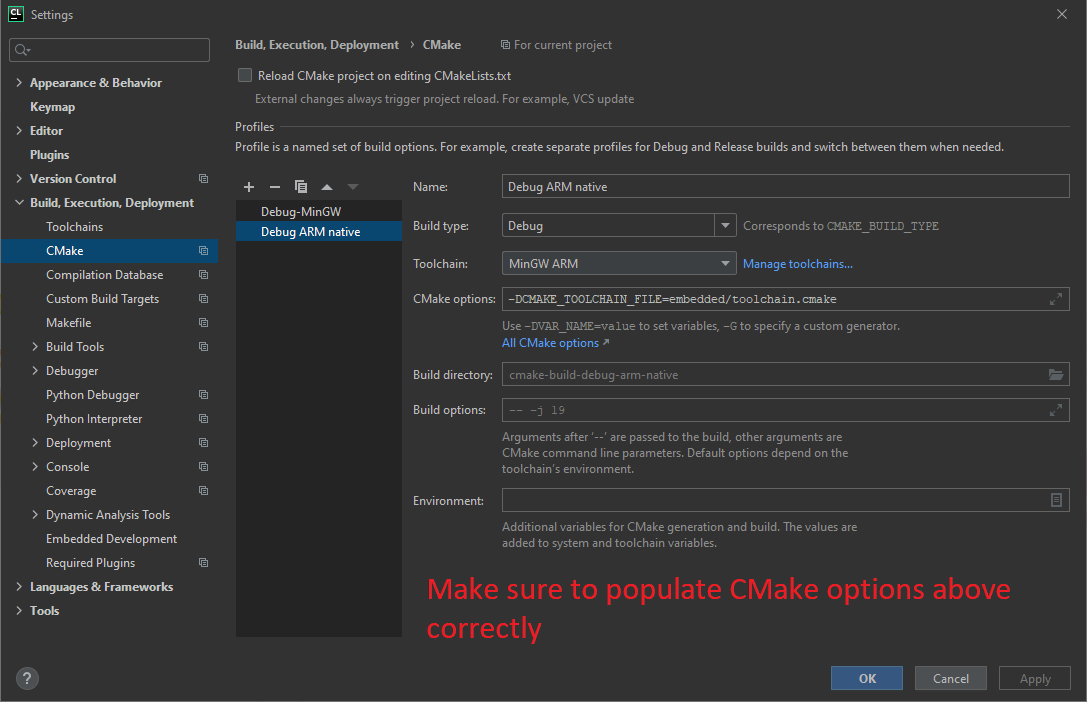 CL Settings
Build, Execution, Deployment › CMake For current project
Reload CMake project on editing CMakeLists.txt
External changes always trigger project reload. For example, VCS update
Profiles
Profile is a named set of build options. For example, create separate profiles for Debug and Release builds and switch between them when needed.
Appearance & Behavior
Keymap
Editor
Plugins
Version Control
Build, Execution, Deployment
Toolchains
CMake
Compilation Database
Custom Build Targets
Makefile
Build Tools
Debugger
Python Debugger
Python Interpreter
Deployment
Console
Coverage
Dynamic Analysis Tools
Embedded Development
Required Plugins
Languages & Frameworks
Tools
Debug-MinGW
Debug ARM native
Name: Debug ARM native
Build type: Debug Corresponds to CMAKE_BUILD_TYPE
Toolchain: MinGW ARM Manage toolchains...
CMake options: -DCMAKE_TOOLCHAIN_FILE=embedded/toolchain.cmake
Use -DVAR_NAME=value to set variables, -G to specify a custom generator.
All CMake options ↗
Build directory: cmake-build-debug-arm-native
Build options: -- -j 19
Arguments after '--' are passed to the build, other arguments are
CMake command line parameters. Default options depend on the
toolchain's environment.
Environment:
Additional variables for CMake generation and build. The values are
added to system and toolchain variables.
Make sure to populate CMake options above
correctly
? OK Cancel Apply